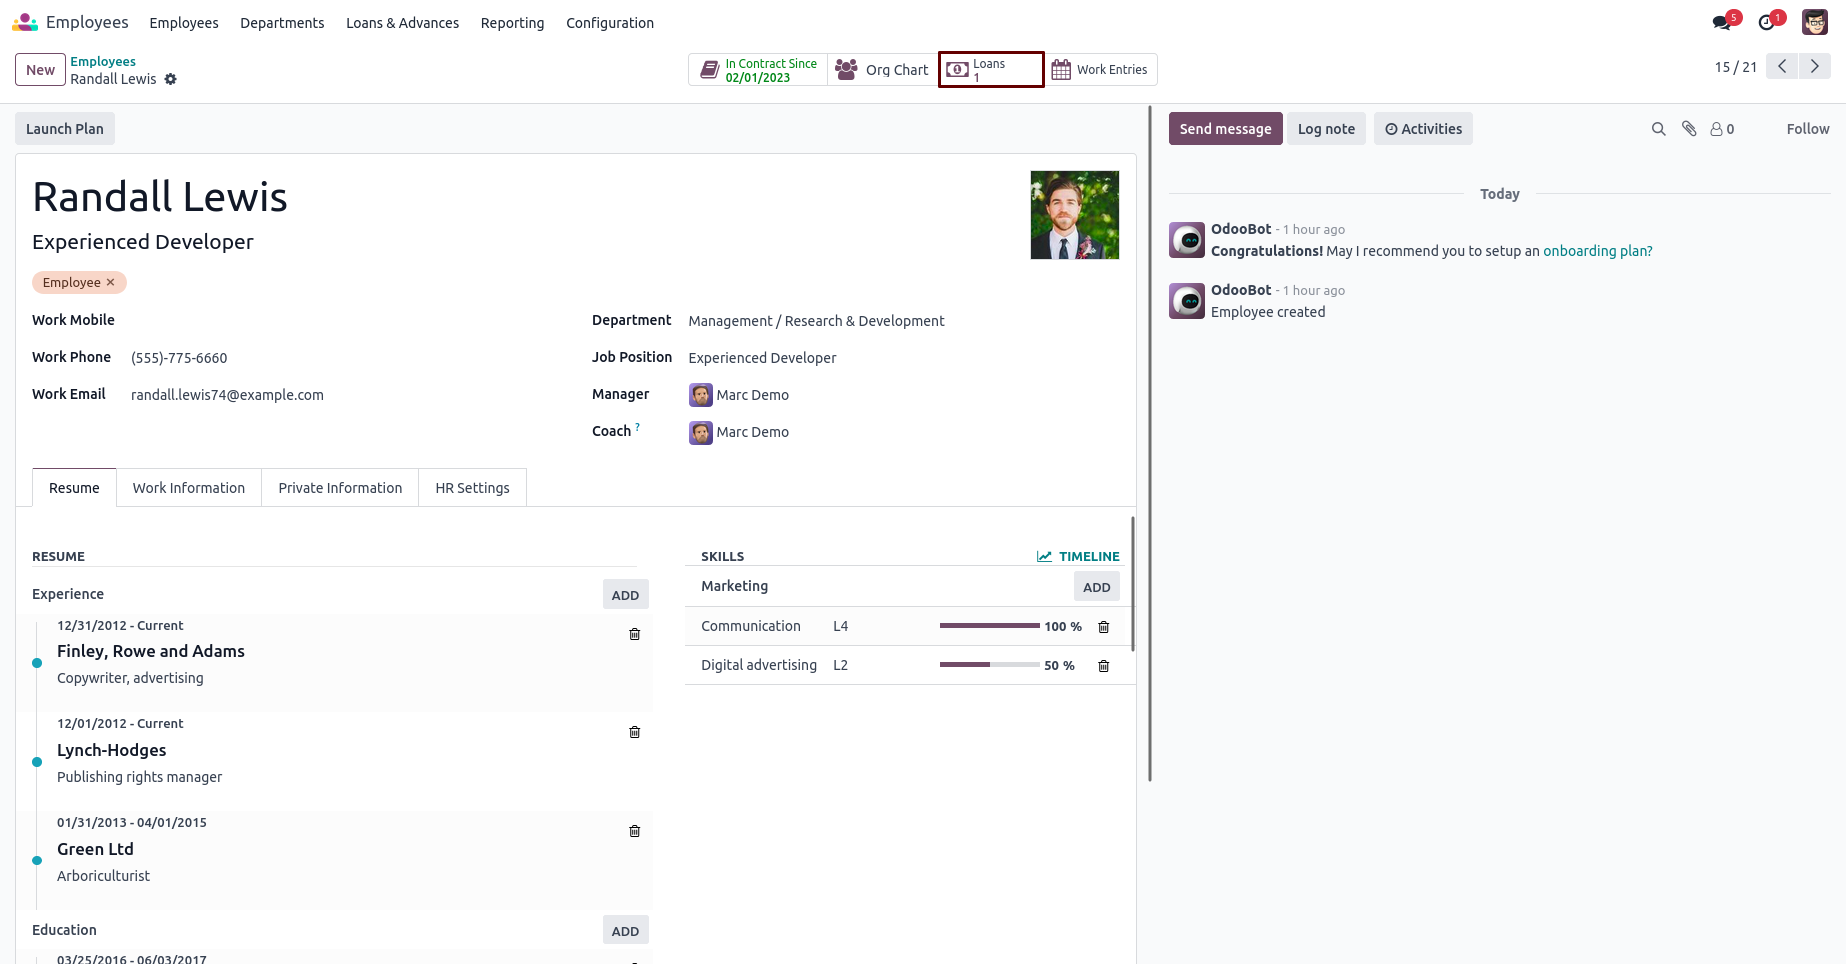 Employees Employees Departments Loans & Advances Reporting Configuration 5 1
New Employees
Randall Lewis
In Contract Since
02/01/2023
Org Chart
Loans
1
Work Entries
15 / 21
Launch Plan
Randall Lewis
Experienced Developer
Employee ×
Work Mobile
Work Phone (555)-775-6660
Work Email randall.lewis74@example.com
Department Management / Research & Development
Job Position Experienced Developer
Manager Marc Demo
Coach ? Marc Demo
Resume Work Information Private Information HR Settings
RESUME
Experience ADD
12/31/2012 - Current
Finley, Rowe and Adams
Copywriter, advertising
12/01/2012 - Current
Lynch-Hodges
Publishing rights manager
01/31/2013 - 04/01/2015
Green Ltd
Arboriculturist
Education ADD
03/25/2016 - 06/03/2017
SKILLS TIMELINE
Marketing ADD
Communication L4 100 %
Digital advertising L2 50 %
Send message Log note Activities 0 Follow
Today
OdooBot - 1 hour ago
Congratulations! May I recommend you to setup an onboarding plan?
OdooBot - 1 hour ago
Employee created